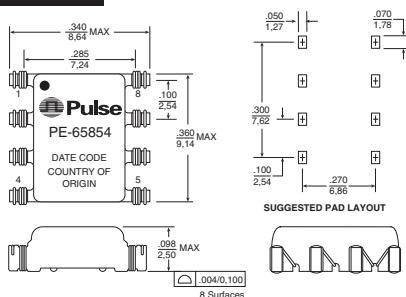 .340 MAX
8,64
.285
7,24
1
8
.100
2,54
Pulse
PE-65854
.360 MAX
9,14
DATE CODE
COUNTRY OF
ORIGIN
4
5
.050
1,27
.070
1,78
.300
7,62
.100
2,54
.270
6,86
SUGGESTED PAD LAYOUT
.098 MAX
2,50
.004/0,100
8 Surfaces